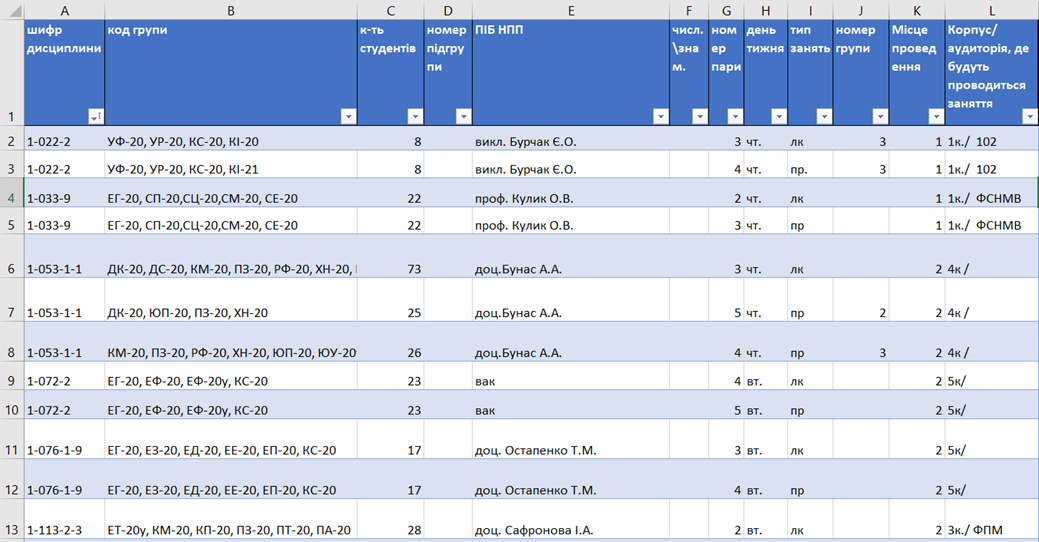 A B C D E F G H I J K L
1 шифр дисципліни код групи к-ть студентів номер підгру пи ПІБ НПП числ. \зна м. ном ер пари день тижня тип занять номер групи Місце провед ення Корпус/ аудиторія, де будуть проводиться заняття
2 1-022-2 УФ-20, УР-20, КС-20, КІ-20 8 викл. Бурчак Є.О. 3 чт. лк 3 1 1к./ 102
3 1-022-2 УФ-20, УР-20, КС-20, КІ-21 8 викл. Бурчак Є.О. 4 чт. пр. 3 1 1к./ 102
4 1-033-9 ЕГ-20, СП-20,СЦ-20,СМ-20, СЕ-20 22 проф. Кулик О.В. 2 чт. лк 1 1к./ ФСНМВ
5 1-033-9 ЕГ-20, СП-20,СЦ-20,СМ-20, СЕ-20 22 проф. Кулик О.В. 3 чт. пр 1 1к./ ФСНМВ
6 1-053-1-1 ДК-20, ДС-20, КМ-20, ПЗ-20, РФ-20, ХН-20, 73 доц.Бунас А.А. 3 чт. лк 2 4к /
7 1-053-1-1 ДК-20, ЮП-20, ПЗ-20, ХН-20 25 доц.Бунас А.А. 5 чт. пр 2 2 4к /
8 1-053-1-1 КМ-20, ПЗ-20, РФ-20, ХН-20, ЮП-20, ЮУ-20 26 доц.Бунас А.А. 4 чт. пр 3 2 4к /
9 1-072-2 ЕГ-20, ЕФ-20, ЕФ-20у, КС-20 23 вак 4 вт. лк 2 5к/
10 1-072-2 ЕГ-20, ЕФ-20, ЕФ-20у, КС-20 23 вак 5 вт. пр 2 5к/
11 1-076-1-9 ЕГ-20, ЕЗ-20, ЕД-20, ЕЕ-20, ЕП-20, КС-20 17 доц. Остапенко Т.М. 3 вт. лк 2 5к/
12 1-076-1-9 ЕГ-20, ЕЗ-20, ЕД-20, ЕЕ-20, ЕП-20, КС-20 17 доц. Остапенко Т.М. 4 вт. пр 2 5к/
13 1-113-2-3 ЕТ-20у, КМ-20, КП-20, ПЗ-20, ПТ-20, ПА-20 28 доц. Сафронова І.А. 2 вт. лк 2 3к./ ФПМ